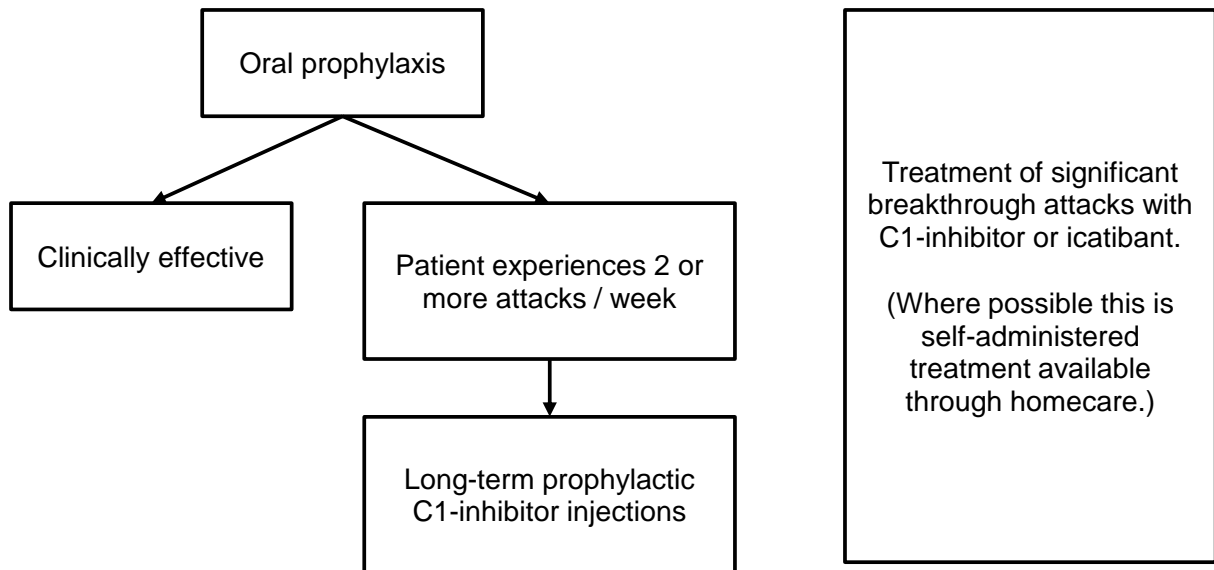 Oral prophylaxis
Clinically effective
Patient experiences 2 or
more attacks / week
Long-term prophylactic
C1-inhibitor injections
Treatment of significant
breakthrough attacks with
C1-inhibitor or icatibant.
(Where possible this is
self-administered
treatment available
through homecare.)